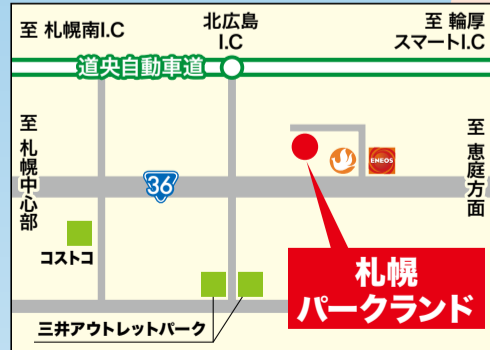 至 札幌南I.C
北広島
I.C
至 輪厚
スマートI.C
道央自動車道
至 札幌中心部
至 恵庭方面
36
ENEOS
コストコ
札幌
パークランド
三井アウトレットパーク